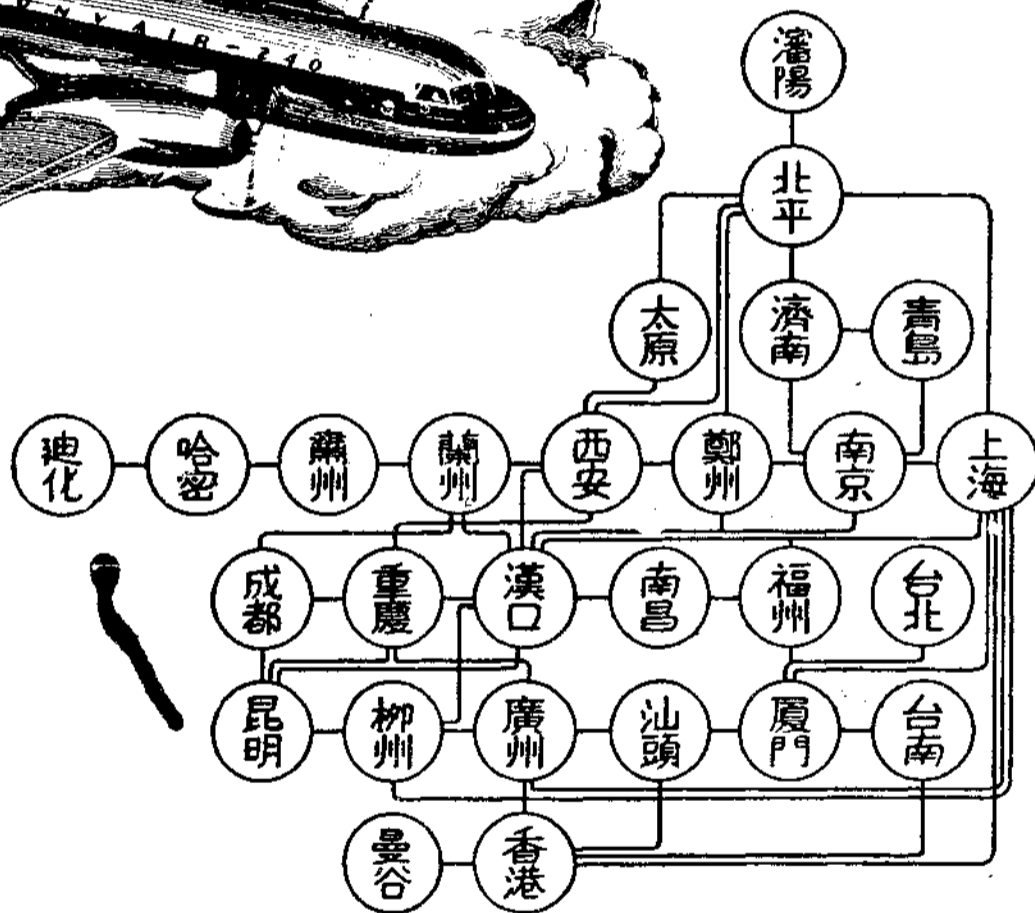 AIR-240
瀋陽
北平
太原
濟南
青島
迪化
哈密
肅州
蘭州
西安
鄭州
南京
上海
成都
重慶
漢口
南昌
福州
台北
昆明
柳州
廣州
汕頭
厦門
台南
曼谷
香港